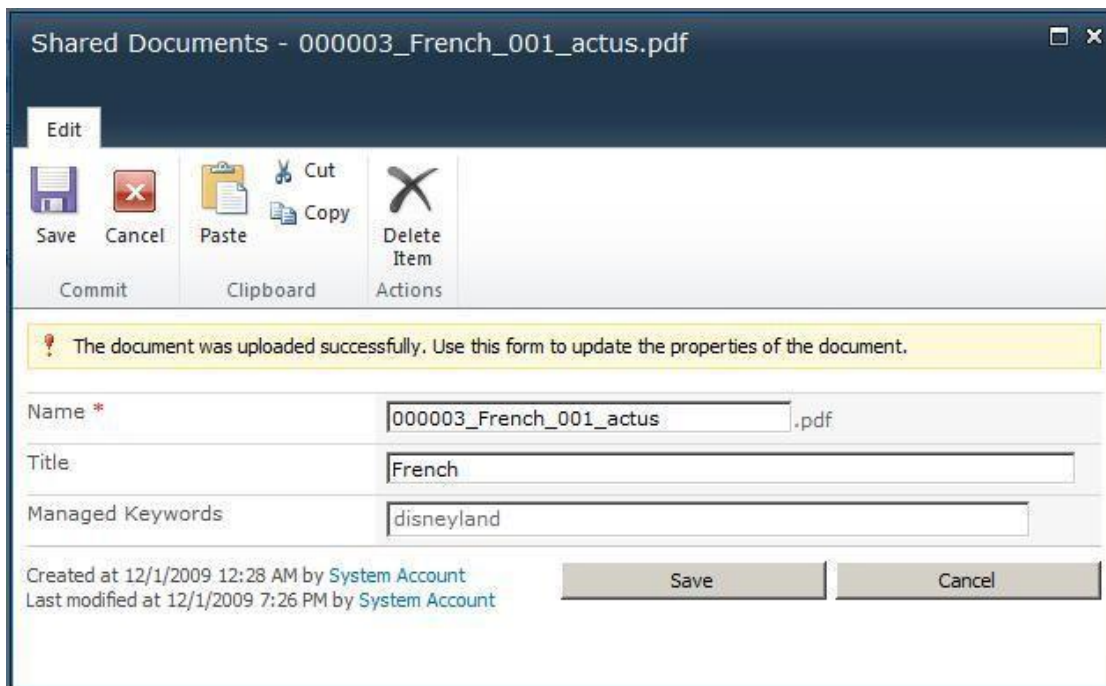 Shared Documents - 000003_French_001_actus.pdf
Edit
Save
Cancel
Paste
Cut
Copy
Delete
Item
Commit
Clipboard
Actions
The document was uploaded successfully. Use this form to update the properties of the document.
Name *
000003_French_001_actus
.pdf
Title
French
Managed Keywords
disneyland
Created at 12/1/2009 12:28 AM by System Account
Last modified at 12/1/2009 7:26 PM by System Account
Save
Cancel